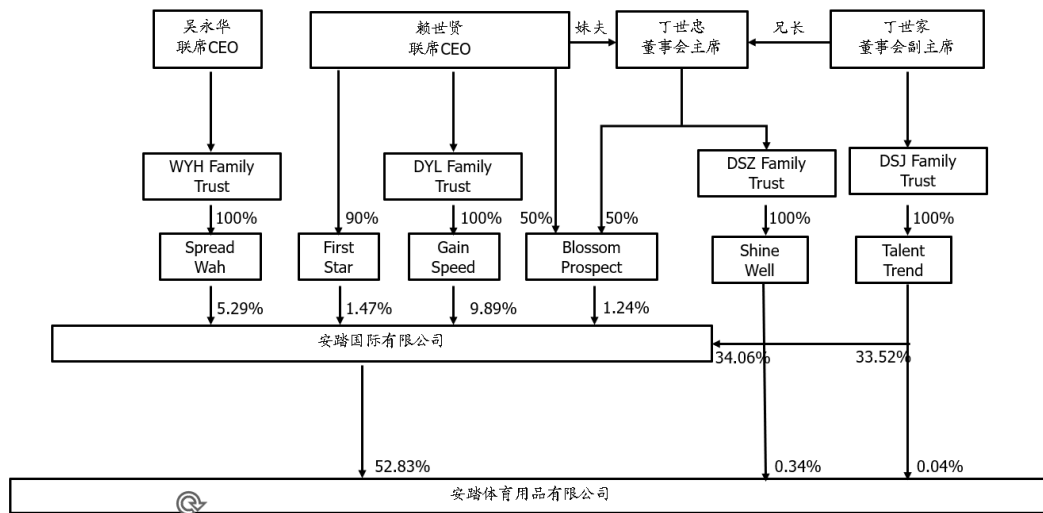 吴永华
联席CEO
赖世贤
联席CEO
妹夫
丁世忠
董事会主席
兄长
丁世家
董事会副主席
WYH Family
Trust
DYL Family
Trust
DSZ Family
Trust
DSJ Family
Trust
100%
90%
100%
50%
50%
100%
100%
Spread
Wah
First
Star
Gain
Speed
Blossom
Prospect
Shine
Well
Talent
Trend
5.29%
1.47%
9.89%
1.24%
安踏国际有限公司
34.06%
33.52%
52.83%
0.34%
0.04%
安踏体育用品有限公司